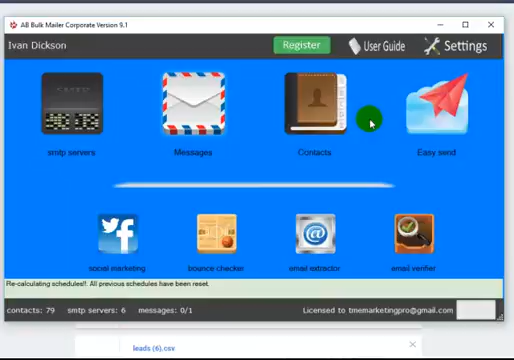 AB Bulk Mailer Corporate Version 9.1
Ivan Dickson
Register
User Guide
Settings
smtp servers
Messages
Contacts
Easy send
social marketing
bounce checker
email extractor
email verifier
Re-calculating schedules!!. All previous schedules have been reset.
contacts: 79 smtp servers: 6 messages: 0/1
Licensed to tmemarketingpro@gmail.com
leads (6).csv